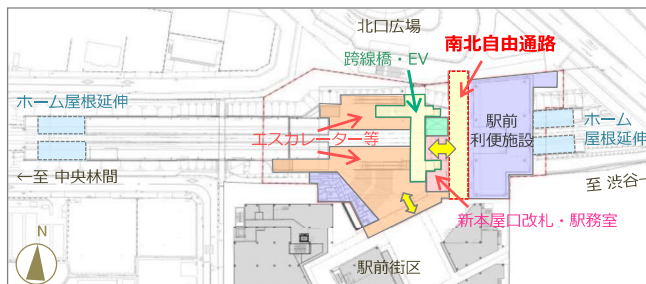 北口広場
南北自由通路
跨線橋・EV
ホーム屋根延伸
エスカレーター等
駅前
利便施設
ホーム
屋根延伸
←至 中央林間
至 渋谷→
新本屋口改札・駅務室
N
駅前街区